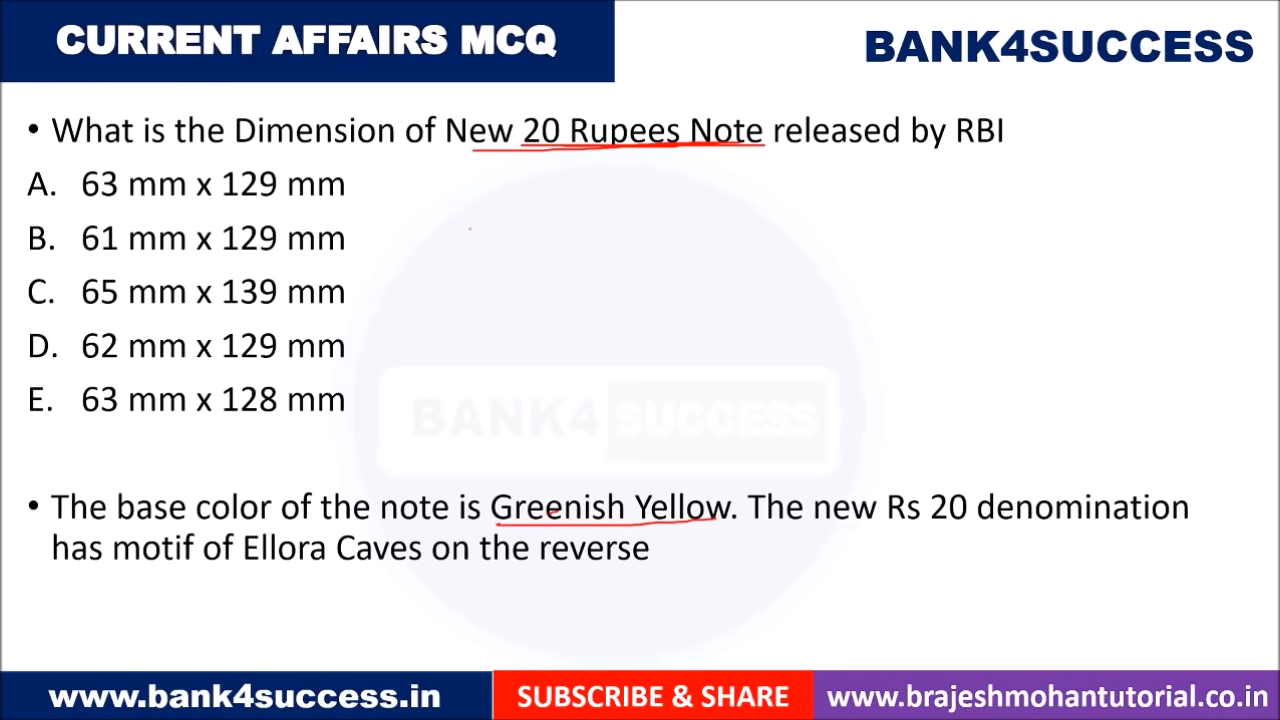 CURRENT AFFAIRS MCQ
BANK4SUCCESS
• What is the Dimension of New 20 Rupees Note released by RBI
A. 63 mm x 129 mm
B. 61 mm x 129 mm
C. 65 mm x 139 mm
D. 62 mm x 129 mm
E. 63 mm x 128 mm
BANK4 SUCCESS
• The base color of the note is Greenish Yellow. The new Rs 20 denomination
has motif of Ellora Caves on the reverse
www.bank4success.in
SUBSCRIBE & SHARE
www.brajeshmohantutorial.co.in